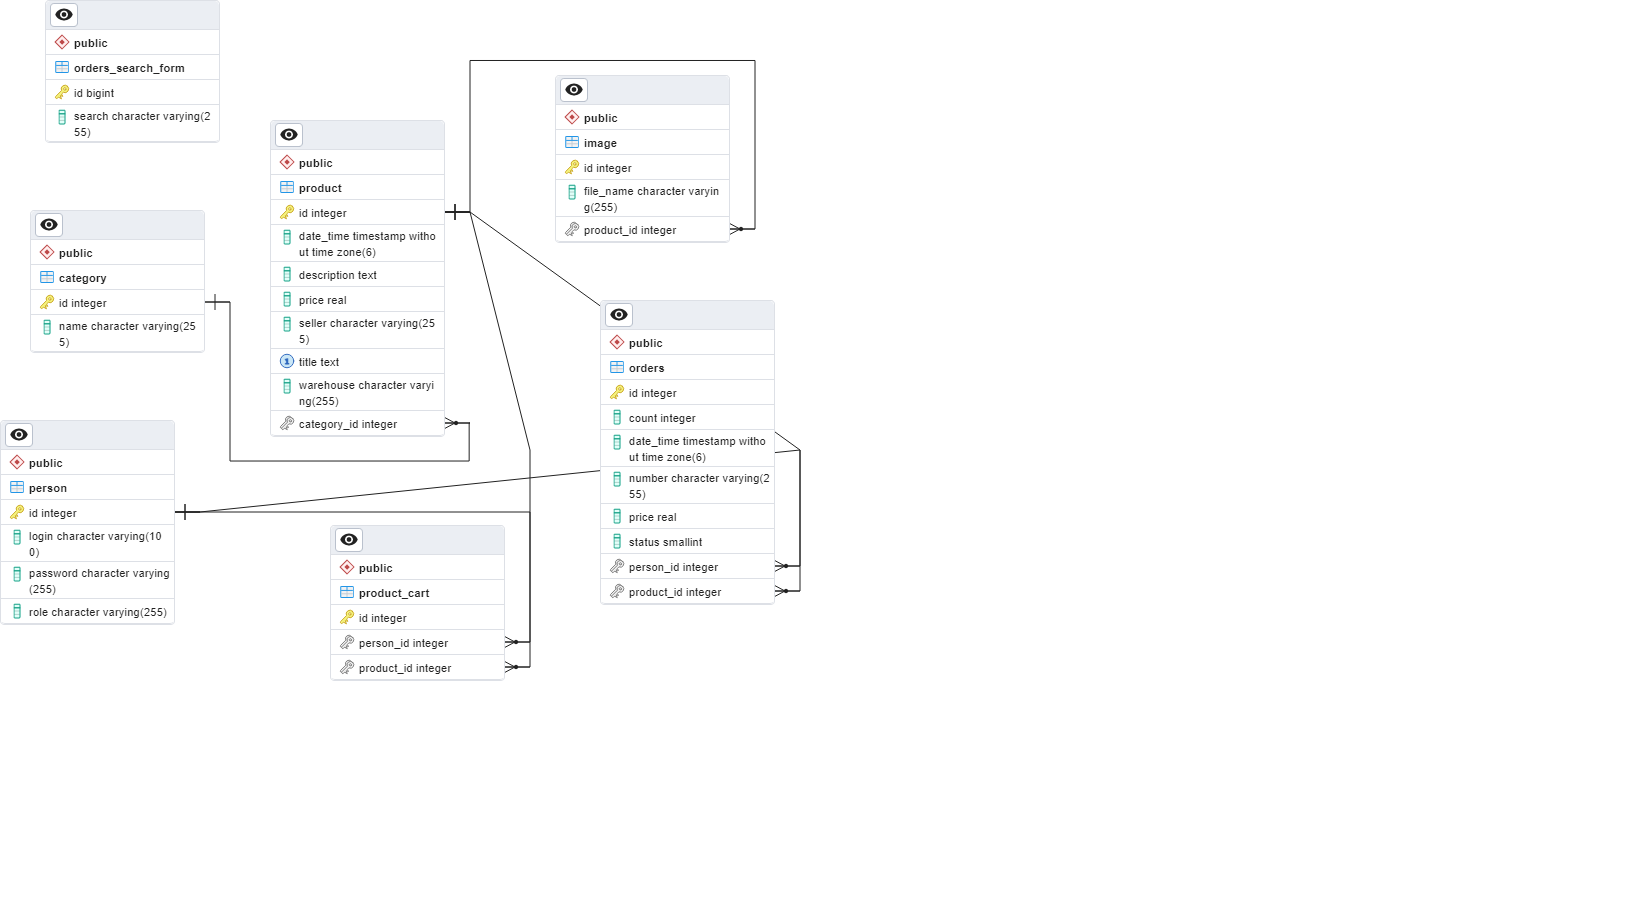 public
orders_search_form
id bigint
search character varying(2
55)
public
category
id integer
name character varying(25
5)
public
person
id integer
login character varying(10
0)
password character varying
(255)
role character varying(255)
public
product
id integer
date_time timestamp witho
ut time zone(6)
description text
price real
seller character varying(25
5)
1 title text
warehouse character varyi
ng(255)
category_id integer
public
product_cart
id integer
person_id integer
product_id integer
public
image
id integer
file_name character varyin
g(255)
product_id integer
public
orders
id integer
count integer
date_time timestamp witho
ut time zone(6)
number character varying(2
55)
price real
status smallint
person_id integer
product_id integer